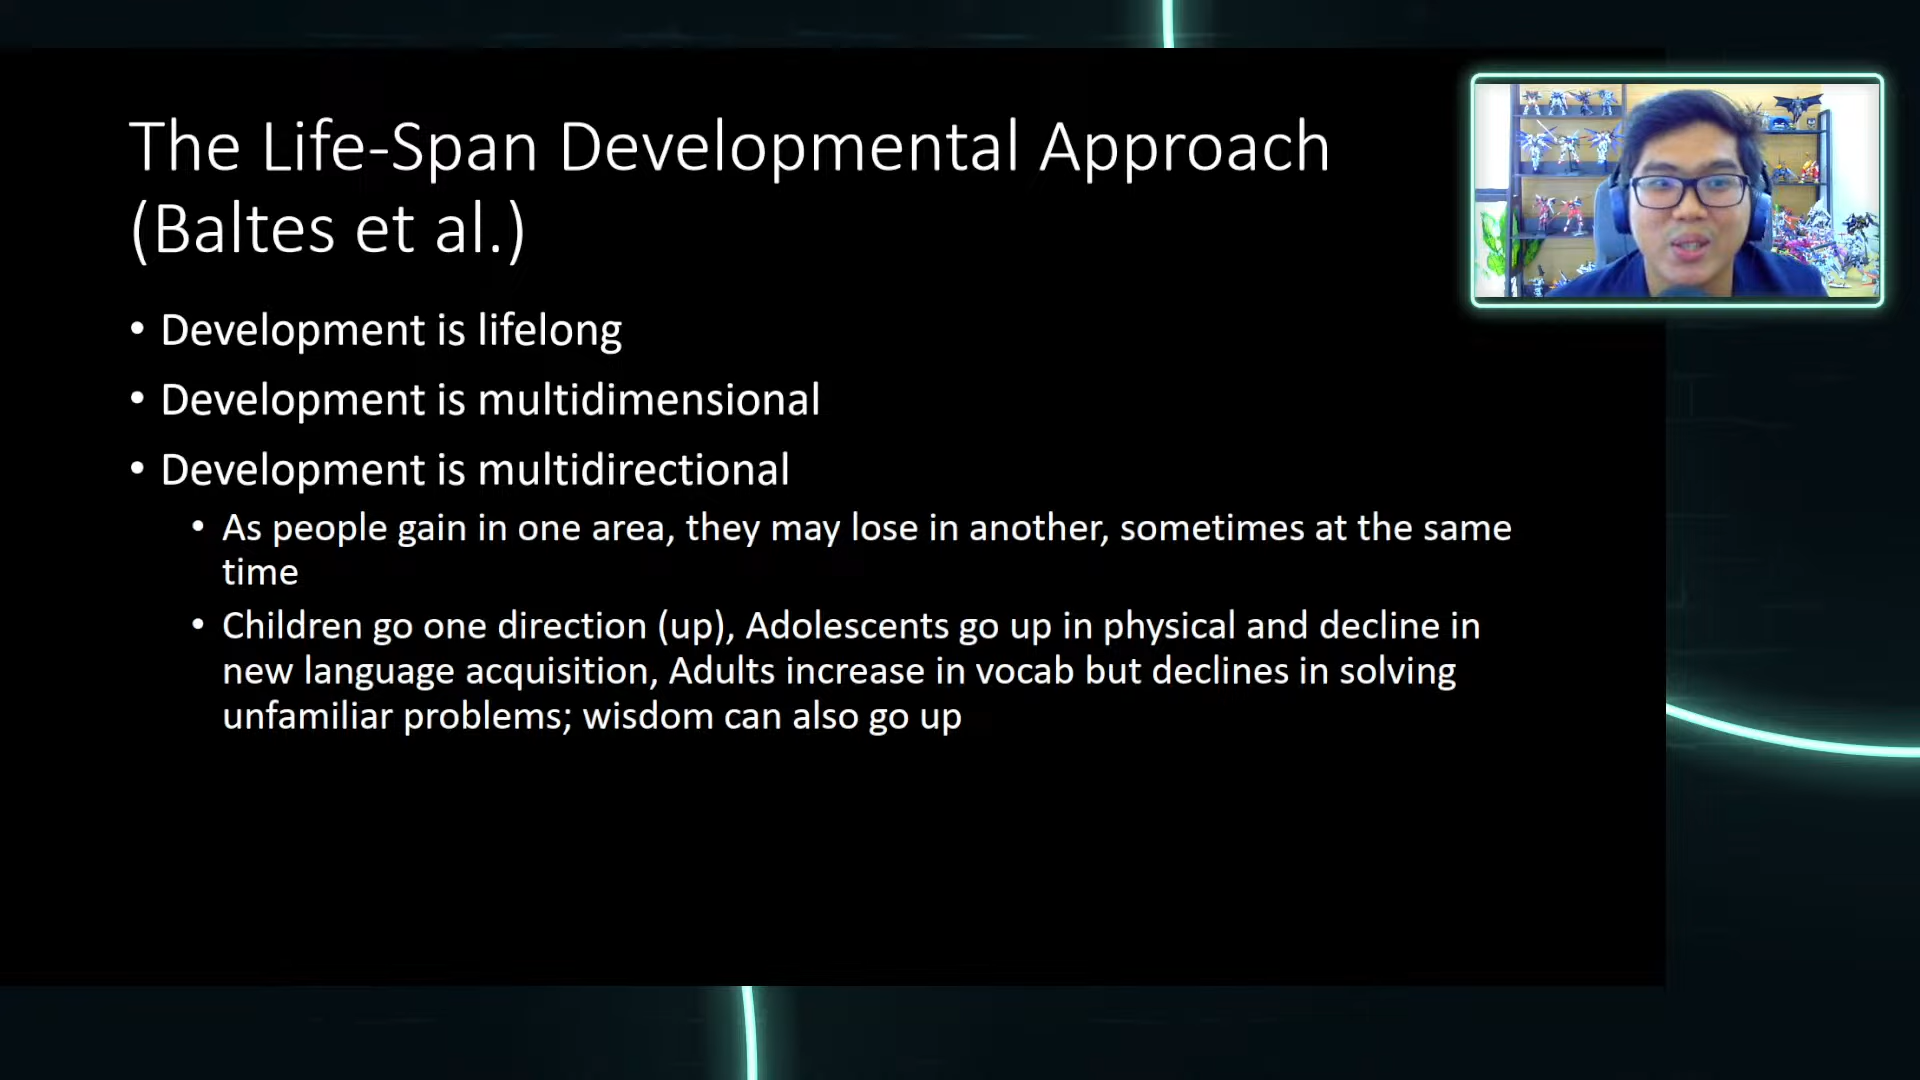 The Life-Span Developmental Approach
(Baltes et al.)
• Development is lifelong
• Development is multidimensional
• Development is multidirectional
• As people gain in one area, they may lose in another, sometimes at the same
time
• Children go one direction (up), Adolescents go up in physical and decline in
new language acquisition, Adults increase in vocab but declines in solving
unfamiliar problems; wisdom can also go up